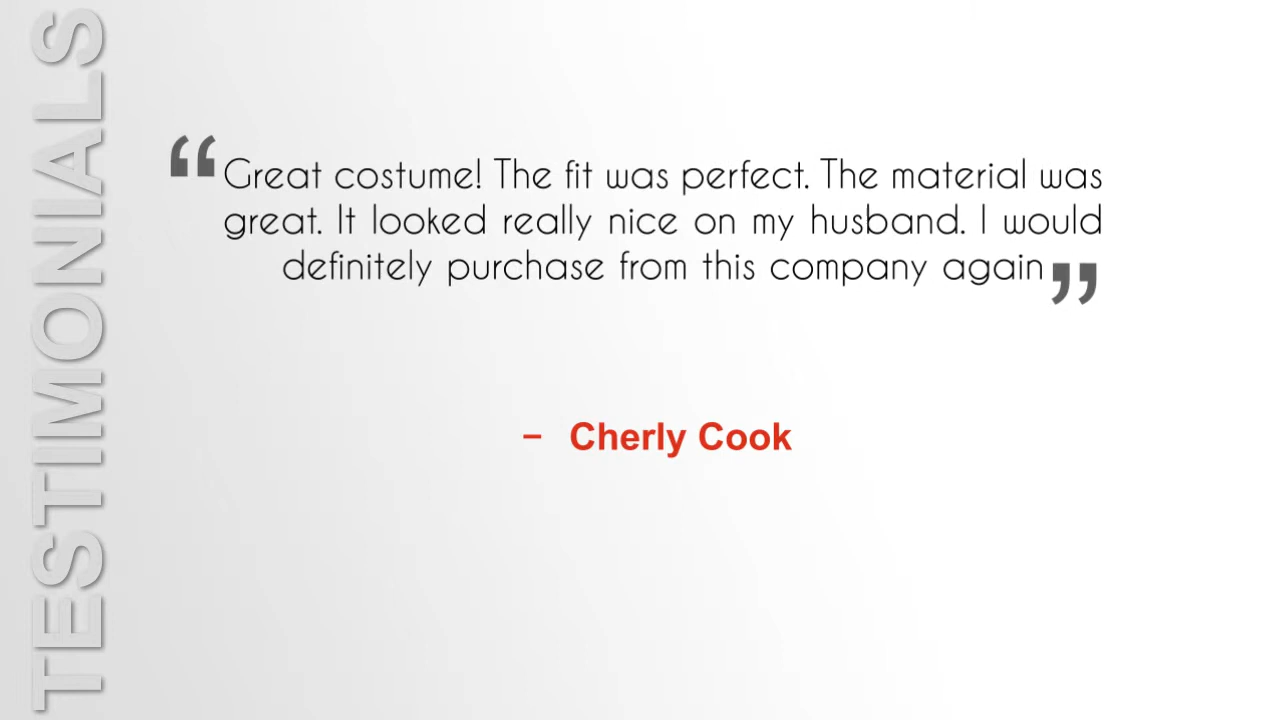 TESTIMONIALS
“Great costume! The fit was perfect. The material was
great. It looked really nice on my husband. I would
definitely purchase from this company again”
– Cherly Cook